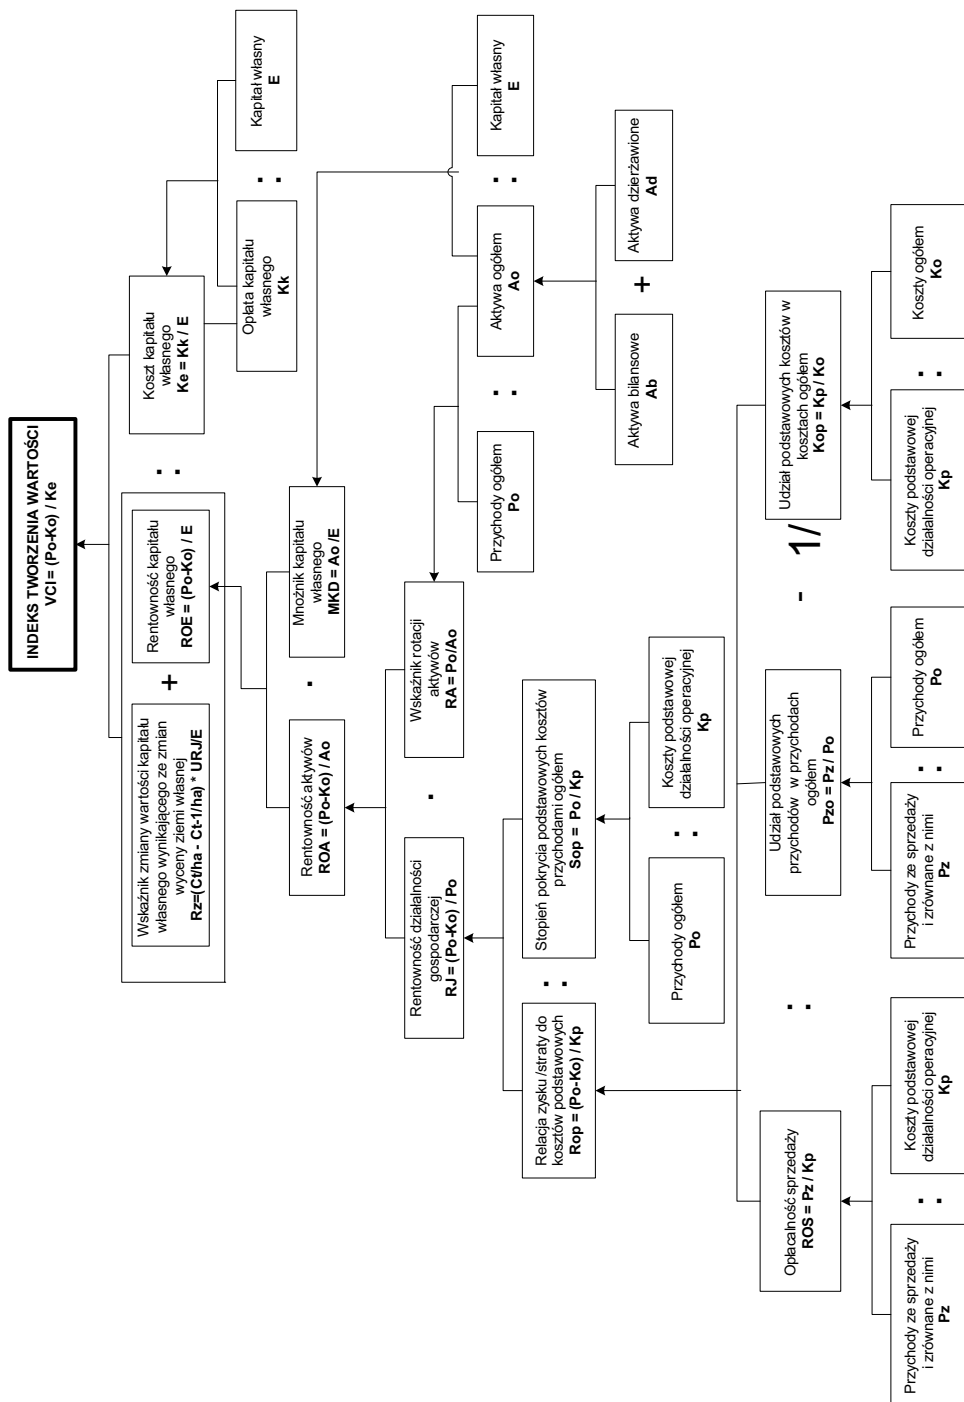 INDEKS TWORZENIA WARTOŚCI
VCI = (Po-Ko) / Ke
Wskaźnik zmiany wartości kapitału
własnego wynikającego ze zmian
wyceny ziemi własnej
Rz=(Ct/ha - Ct-1/ha) * URJ/E
+
Rentowność kapitału
własnego
ROE = (Po-Ko) / E
:
Koszt kapitału
własnego
Ke = Kk / E
Opłata kapitału
własnego
Kk
:
Kapitał własny
E
Rentowność aktywów
ROA = (Po-Ko) / Ao
.
Mnożnik kapitału
własnego
MKD = Ao /E
Rentowność działalności
gospodarczej
RJ = (Po-Ko) / Po
.
Wskaźnik rotacji
aktywów
RA = Po/Ao
Przychody ogółem
Po
:
Aktywa ogółem
Ao
:
Kapitał własny
E
Relacja zysku /straty do
kosztów podstawowych
Rop = (Po-Ko) / Kp
:
Stopień pokrycia podstawowych kosztów
przychodami ogółem
Sop = Po / Kp
Aktywa bilansowe
Ab
+
Aktywa dzierżawione
Ad
Przychody ogółem
Po
:
Koszty podstawowej
działalności operacyjnej
Kp
Opłacalność sprzedaży
ROS = Pz / Kp
:
Udział podstawowych
przychodów w przychodach
ogółem
Pzo = Pz / Po
-
1/
Udział podstawowych kosztów w
kosztach ogółem
Kop = Kp / Ko
Przychody ze sprzedaży
i zrównane z nimi
Pz
:
Koszty podstawowej
działalności operacyjnej
Kp
Przychody ze sprzedaży
i zrównane z nimi
Pz
:
Przychody ogółem
Po
Koszty podstawowej
działalności operacyjnej
Kp
:
Koszty ogółem
Ko